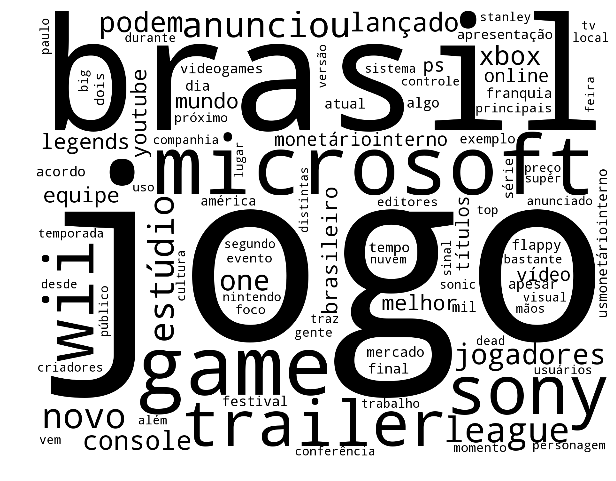 podem
anunciou
lançado
stanley
tv
local
paulo
durante
apresentação
brasil
big
dois
videogames
dia
mundo
próximo
versão
sistema
ps
controle
atual
algo
xbox
online
franquia
principais
feira
youtube
legends
companhia
lugar
monetáriointerno
exemplo
microsoft
série
preço
super
acordo
equipe
uso
américa
distintas
editores
top
anunciado
usmonetáriointerno
jogo
temporada
wii
desde
público
criadores
estúdio
cultura
segundo
evento
one
nintendo
foco
brasileiro
traz
gente
tempo
nuvem
sinal
títulos
sonic
melhor
mil
flappy
bastante
vídeo
apesar
visual
mãos
mercado
final
dead
jogadores
usuários
game
sony
novo
além
festival
trabalho
trailer
league
vem
console
conferência
momento
personagem